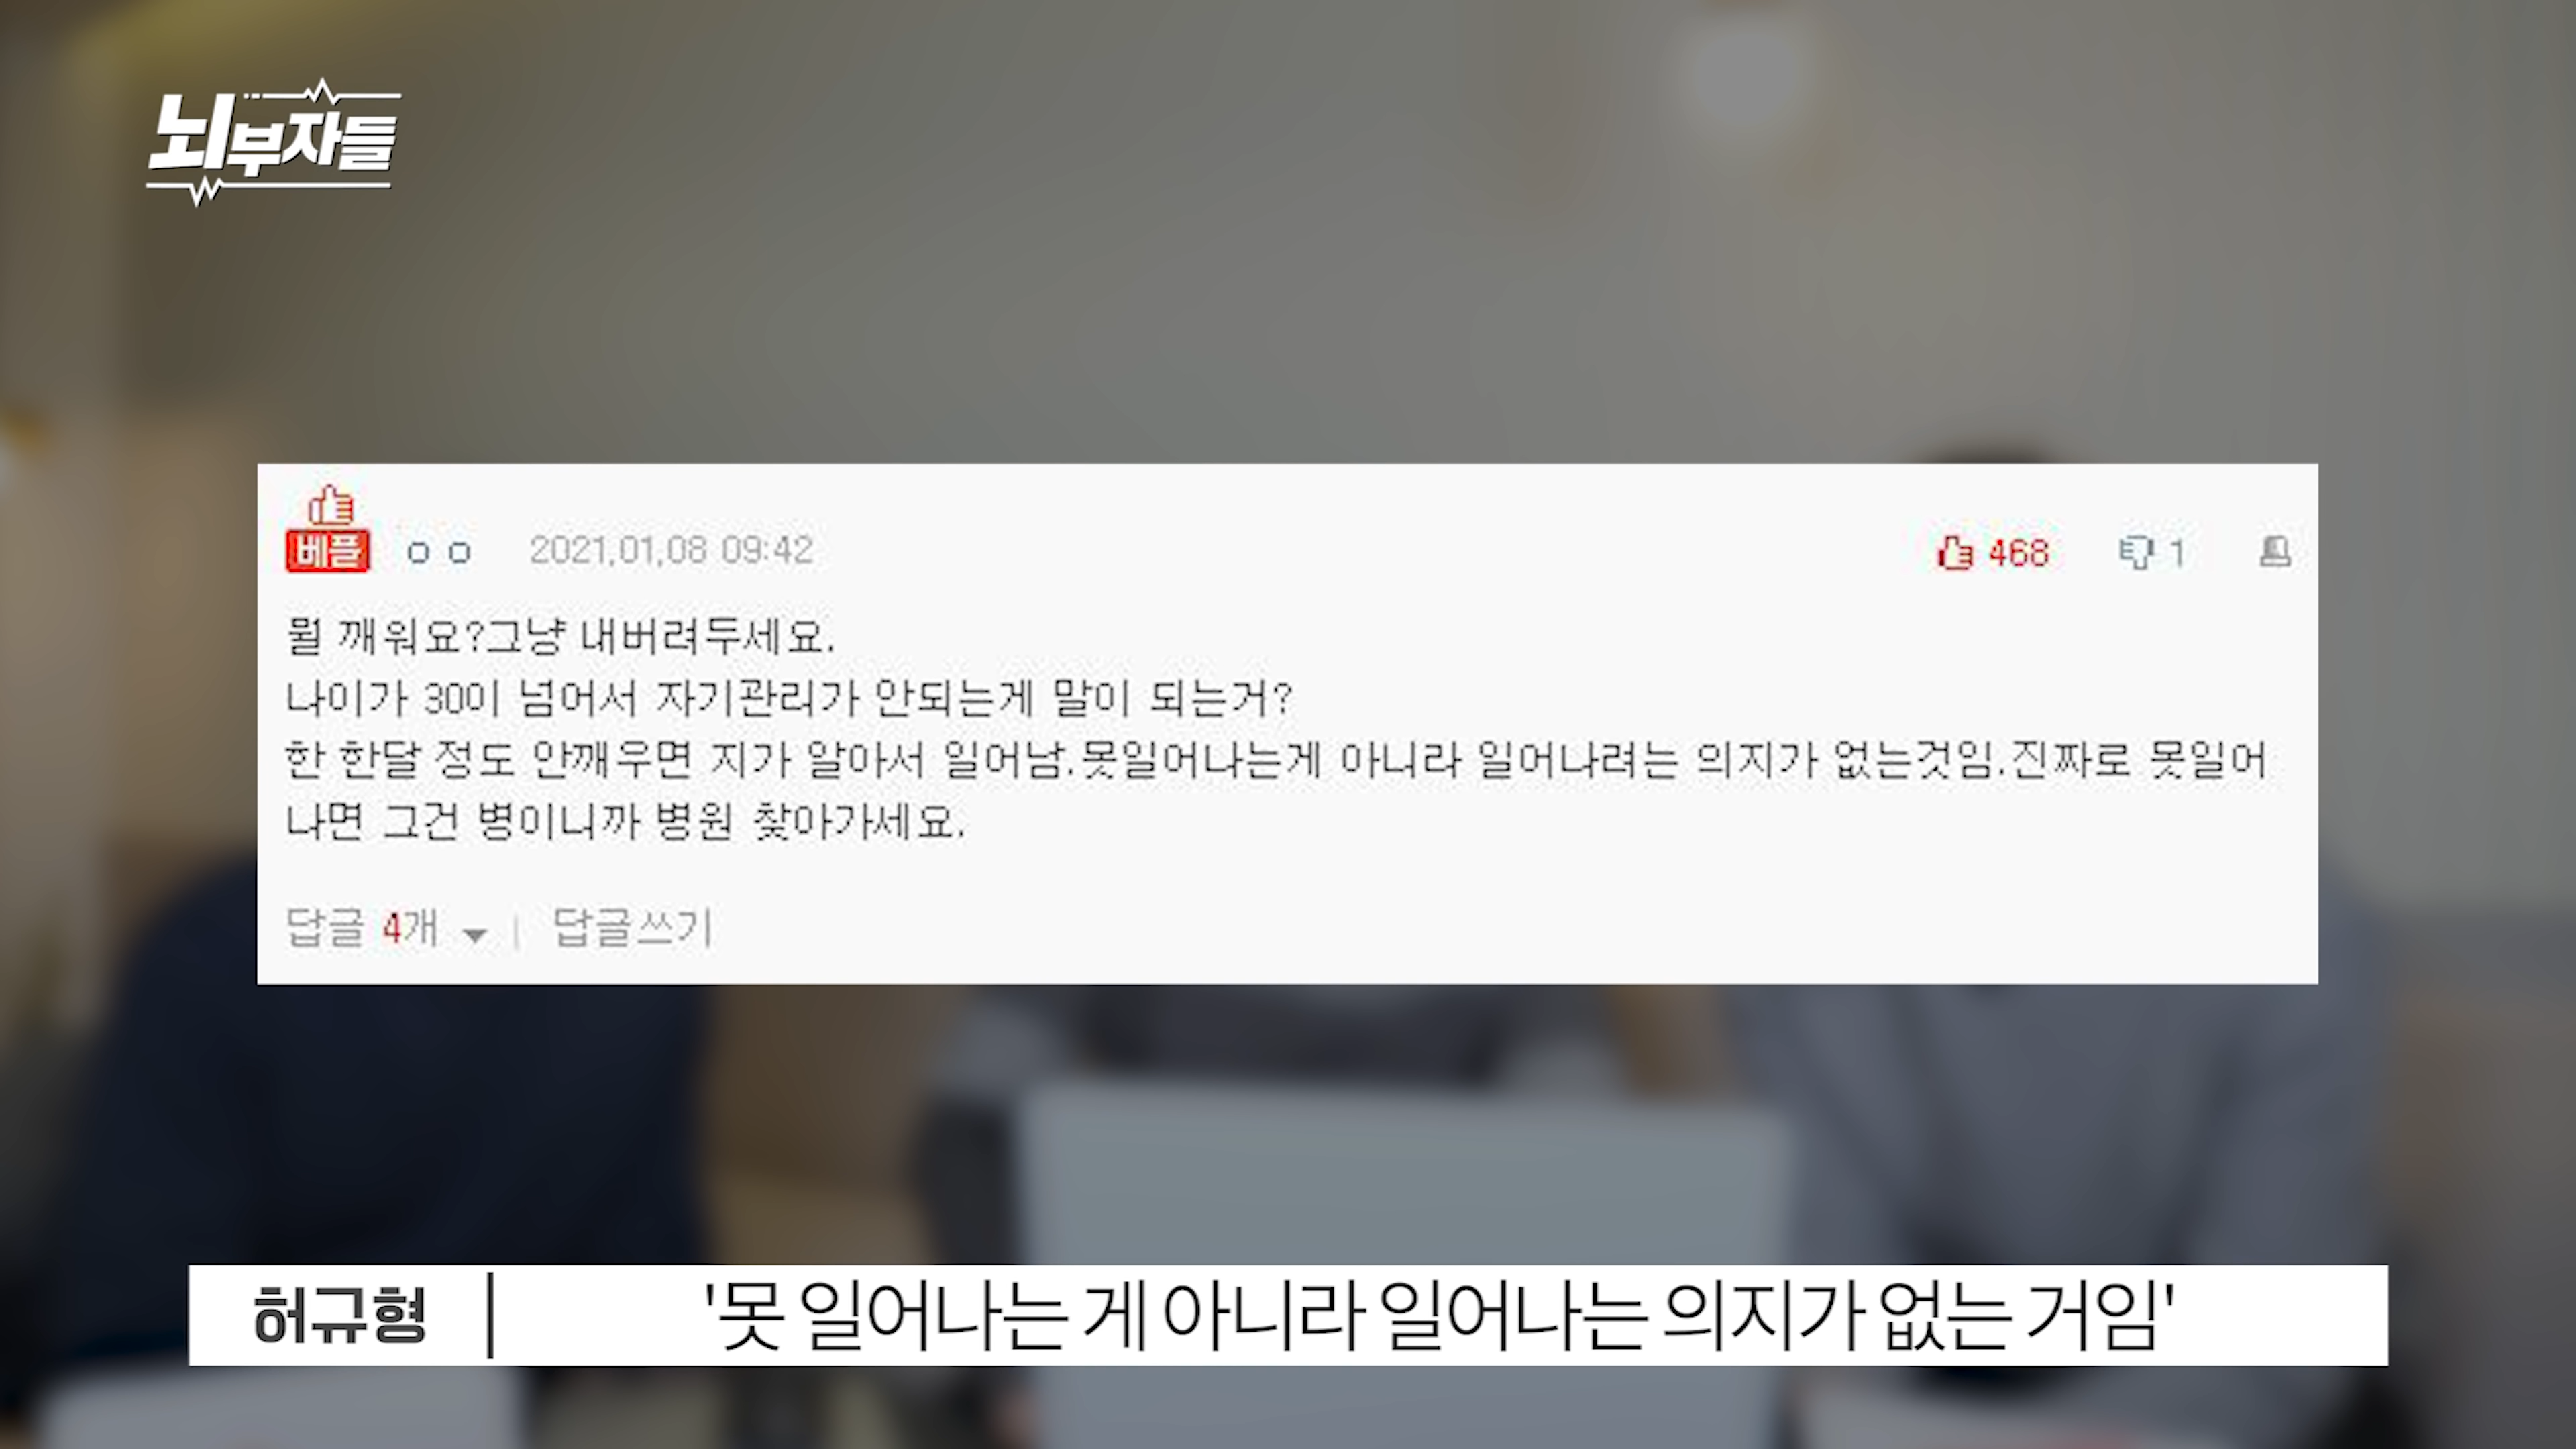 뇌부자들
베플 ㅇㅇ 2021.01.08 09:42 468 1
뭘 깨워요?그냥 내버려두세요.
나이가 30이 넘어서 자기관리가 안되는게 말이 되는거?
한 한달 정도 안깨우면 지가 알아서 일어남.못일어나는게 아니라 일어나려는 의지가 없는것임.진짜로 못일어
나면 그건 병이니까 병원 찾아가세요.
답글 4개 | 답글쓰기
허규형 | '못 일어나는 게 아니라 일어나는 의지가 없는 거임'